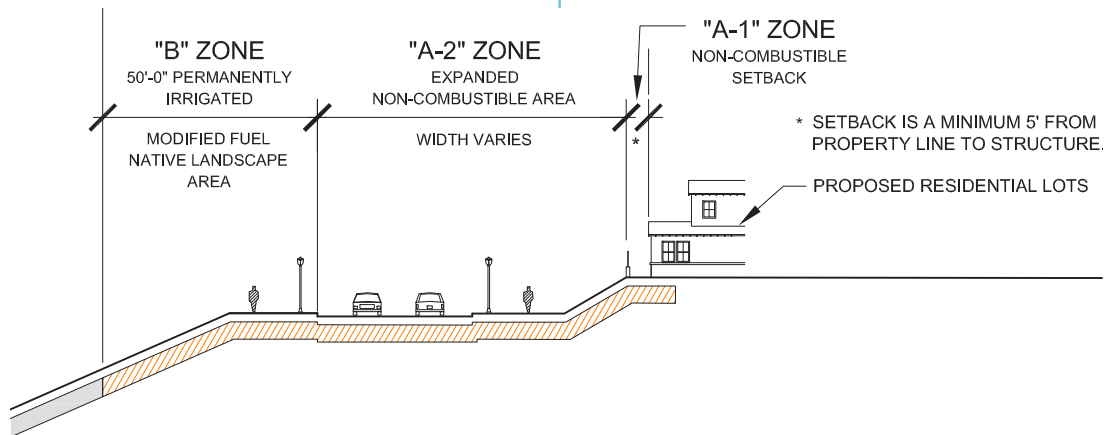 "B" ZONE
50'-0" PERMANENTLY
IRRIGATED
MODIFIED FUEL
NATIVE LANDSCAPE
AREA
"A-2" ZONE
EXPANDED
NON-COMBUSTIBLE AREA
WIDTH VARIES
"A-1" ZONE
NON-COMBUSTIBLE
SETBACK
*
* SETBACK IS A MINIMUM 5' FROM
PROPERTY LINE TO STRUCTURE.
PROPOSED RESIDENTIAL LOTS